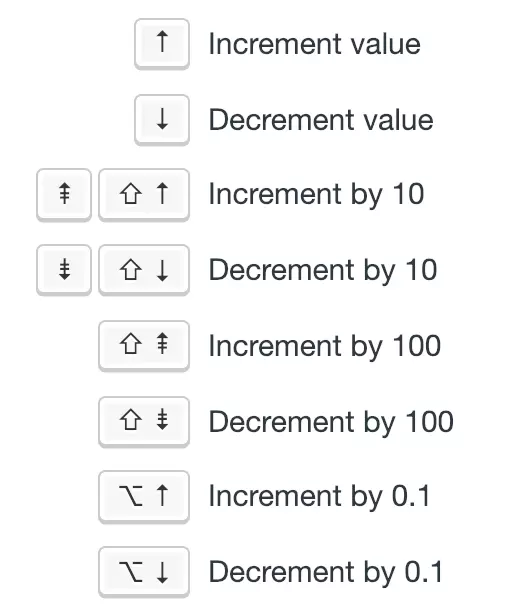 ↑ Increment value
↓ Decrement value
⇞ ⇧ ↑ Increment by 10
⇟ ⇧ ↓ Decrement by 10
⇧ ⇞ Increment by 100
⇧ ⇟ Decrement by 100
⌥ ↑ Increment by 0.1
⌥ ↓ Decrement by 0.1